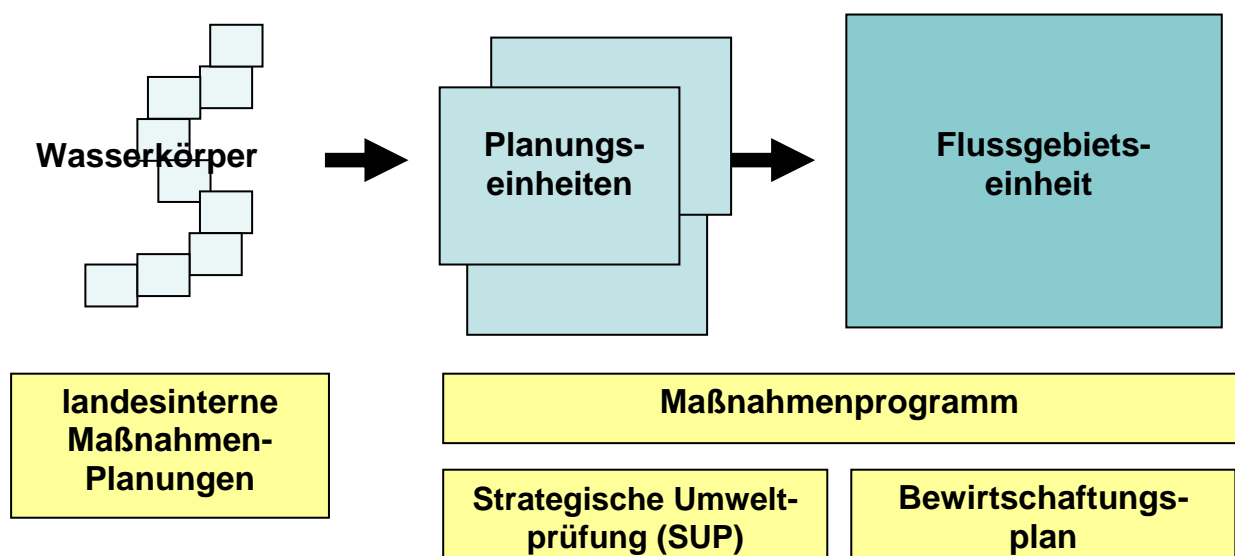 Wasserkörper
Planungs-
einheiten
Flussgebiets-
einheit
landesinterne
Maßnahmen-
Planungen
Maßnahmenprogramm
Strategische Umwelt-
prüfung (SUP)
Bewirtschaftungs-
plan